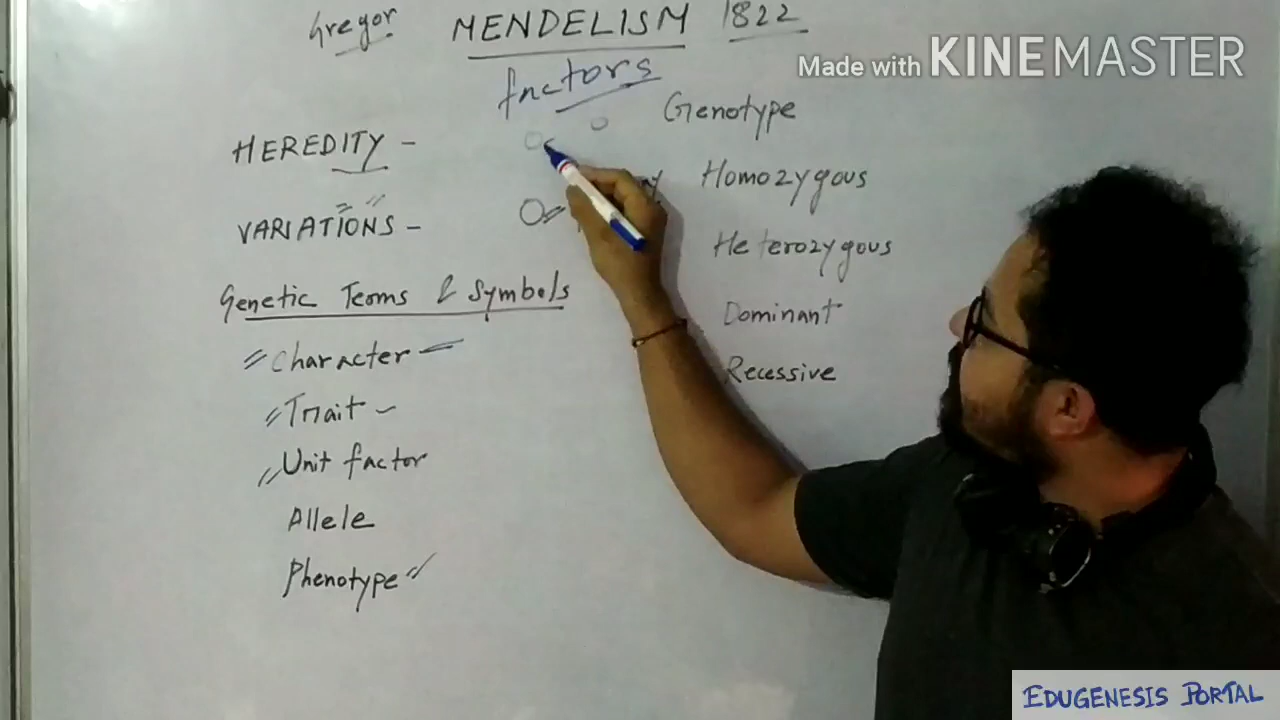 Gregor MENDELISM 1822
Made with KINEMASTER
factors
Genotype
HEREDITY -
Homozygous
VARIATIONS -
Heterozygous
Genetic Terms & Symbols
Dominant
Character
Recessive
Trait -
Unit factor
Allele
Phenotype
EDUGENESIS PORTAL